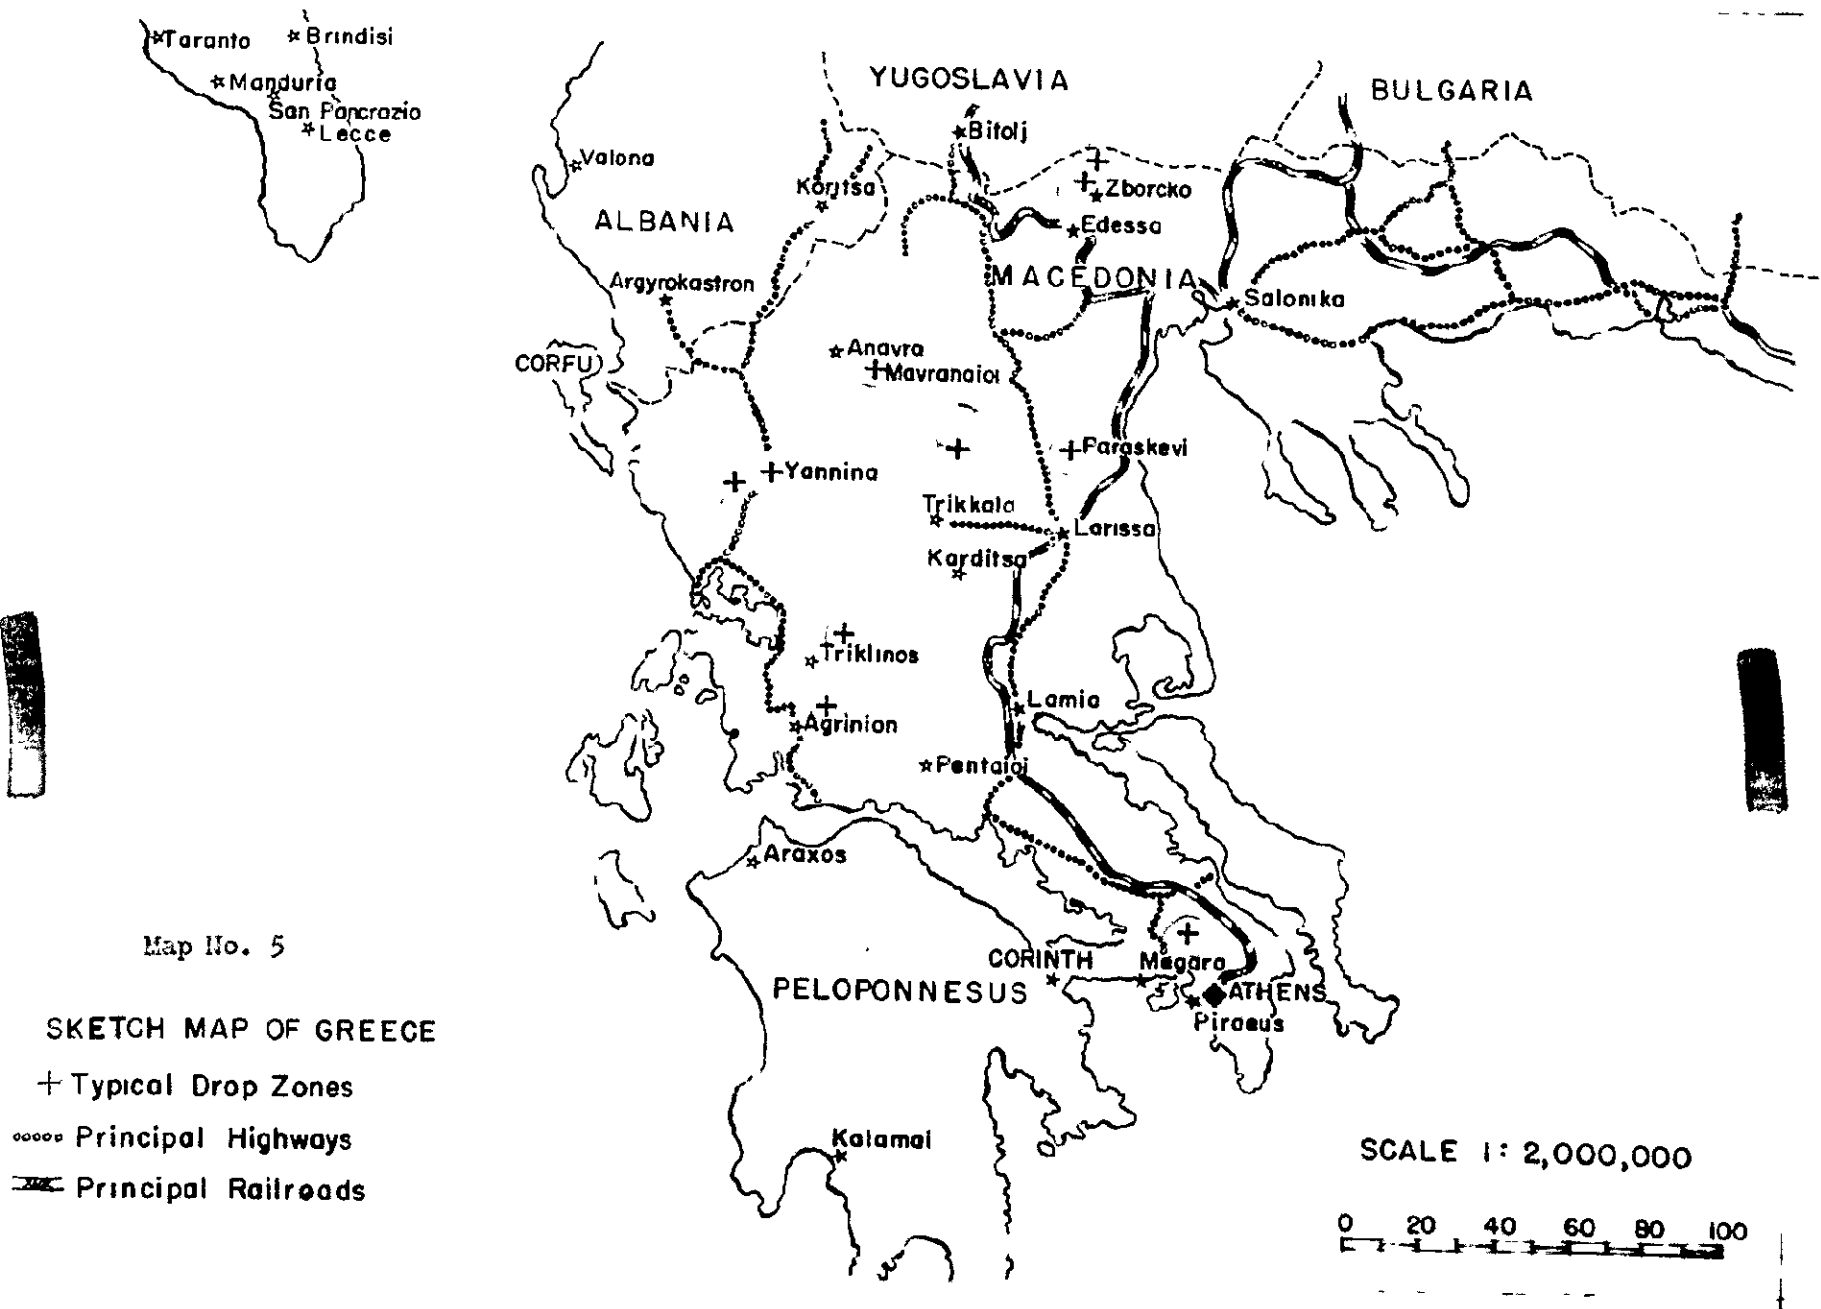 Taranto
Brindisi
Manduria
San Pancrazio
Lecce
YUGOSLAVIA
BULGARIA
Bitolj
Valona
Koritsa
Zborcko
ALBANIA
Edessa
Argyrokastron
MACEDONIA
Salonika
CORFU
Anavra
Mavranaioi
Paraskevi
Yannina
Trikkala
Larissa
Karditsa
Triklinos
Lamia
Agrinian
Pentaioi
Araxos
CORINTH
Megara
PELOPONNESUS
ATHENS
Piraeus
Kalamai
Map No. 5
SKETCH MAP OF GREECE
+ Typical Drop Zones
Principal Highways
Principal Railroads
SCALE 1: 2,000,000
0 20 40 60 80 100